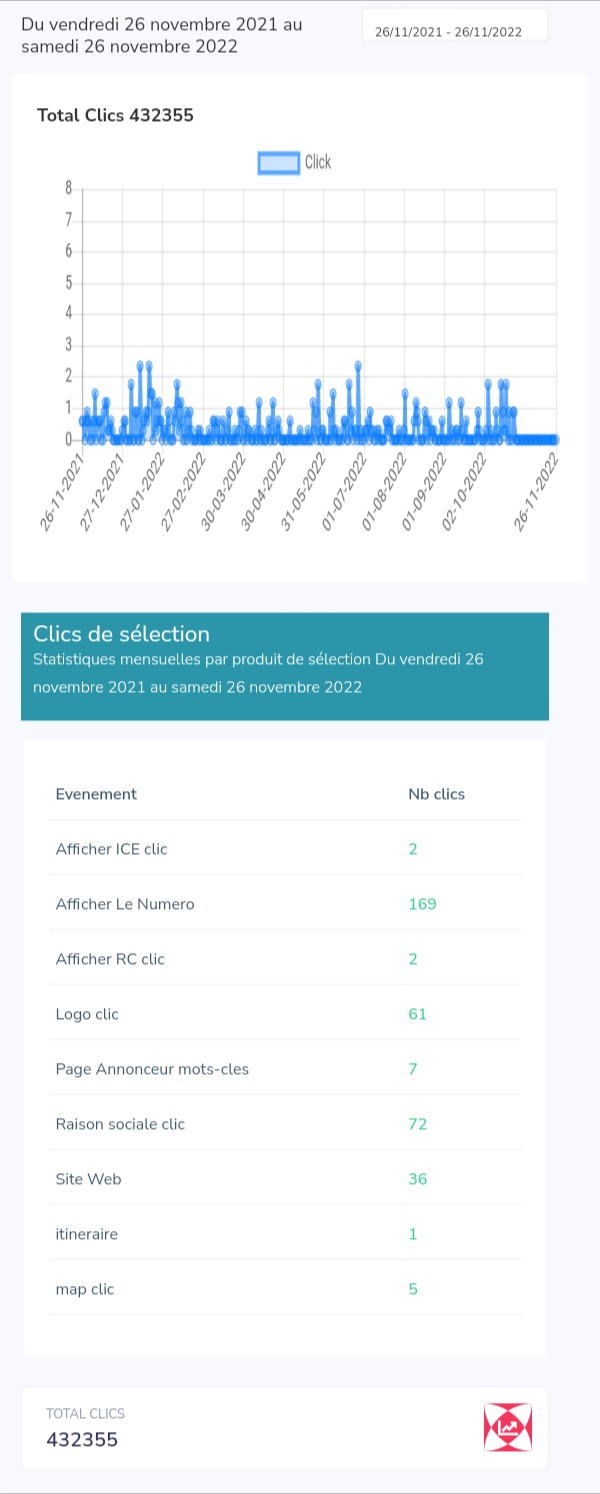 Du vendredi 26 novembre 2021 au
samedi 26 novembre 2022
26/11/2021 - 26/11/2022
Total Clics 432355
Click
8
7
6
5
4
3
2
1
0
26-11-2021
27-12-2021
27-01-2022
27-02-2022
30-03-2022
30-04-2022
31-05-2022
01-07-2022
01-08-2022
01-09-2022
02-10-2022
26-11-2022
Clics de sélection
Statistiques mensuelles par produit de sélection Du vendredi 26
novembre 2021 au samedi 26 novembre 2022
Evenement Nb clics
Afficher ICE clic 2
Afficher Le Numero 169
Afficher RC clic 2
Logo clic 61
Page Annonceur mots-cles 7
Raison sociale clic 72
Site Web 36
itineraire 1
map clic 5
TOTAL CLICS
432355